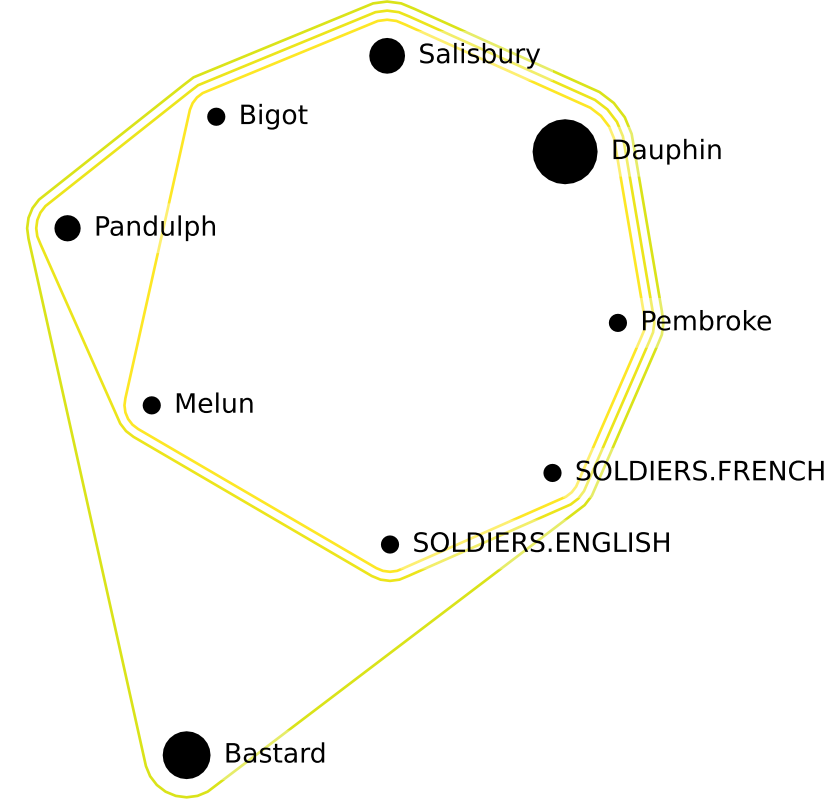 Salisbury
Bigot
Dauphin
Pandulph
Pembroke
Melun
SOLDIERS.FRENCH
SOLDIERS.ENGLISH
Bastard